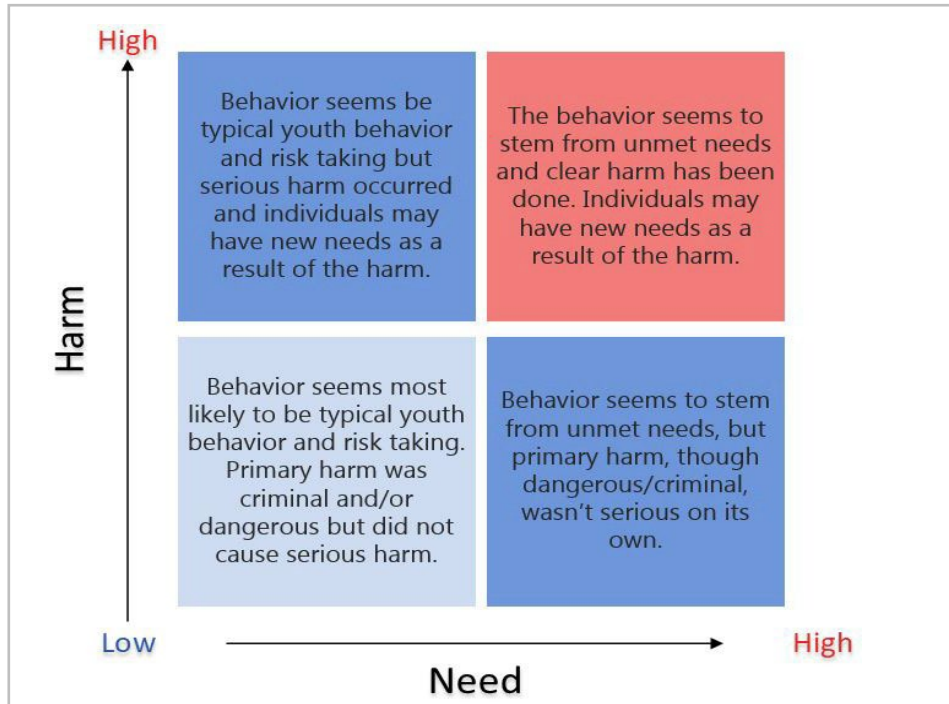 High
Harm
Behavior seems be
typical youth behavior
and risk taking but
serious harm occurred
and individuals may
have new needs as a
result of the harm.
The behavior seems to
stem from unmet needs
and clear harm has been
done. Individuals may
have new needs as a
result of the harm.
Behavior seems most
likely to be typical youth
behavior and risk taking.
Primary harm was
criminal and/or
dangerous but did not
cause serious harm.
Behavior seems to stem
from unmet needs, but
primary harm, though
dangerous/criminal,
wasn’t serious on its
own.
Low
High
Need